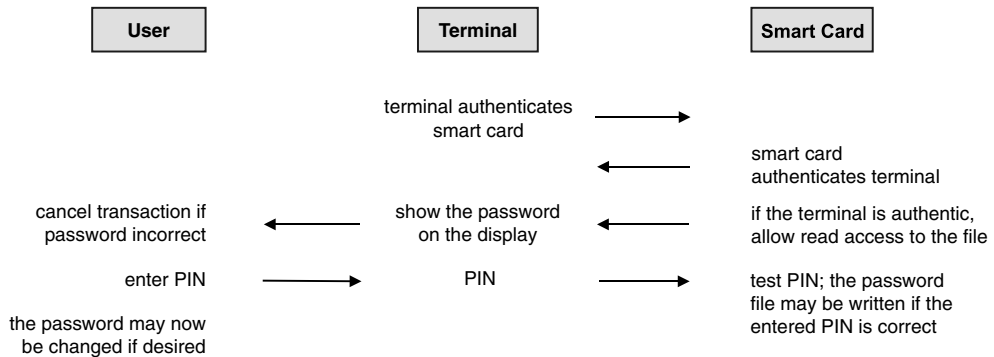 User
Terminal
Smart Card
terminal authenticates
smart card
smart card
authenticates terminal
cancel transaction if
password incorrect
show the password
on the display
if the terminal is authentic,
allow read access to the file
enter PIN
PIN
test PIN; the password
file may be written if the
entered PIN is correct
the password may now
be changed if desired